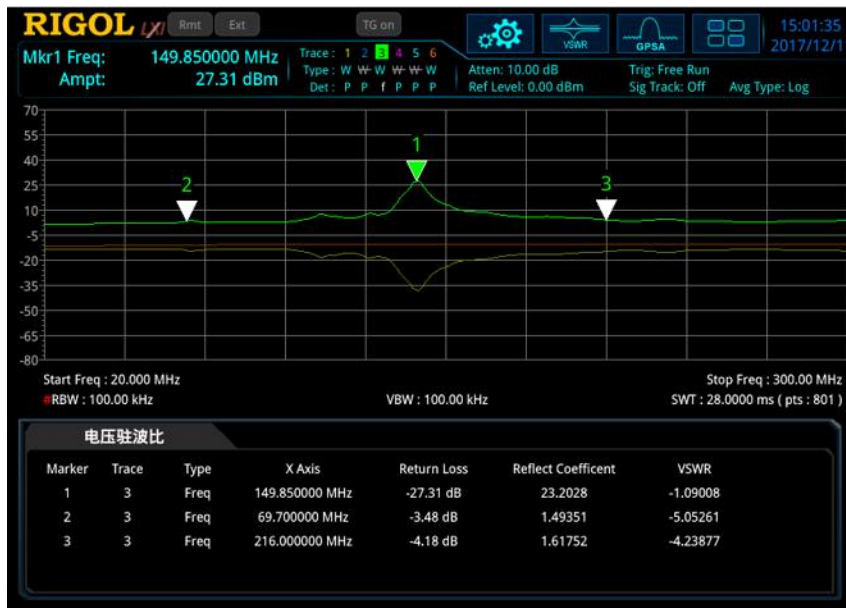 RIGOL LXI Rmt Ext TG on VSWR GPSA 15:01:35
2017/12/1
Mkr1 Freq: 149.850000 MHz
Ampt: 27.31 dBm
Trace: 1 2 3 4 5 6
Type: W W W W W W
Det: P P f P P P
Atten: 10.00 dB
Ref Level: 0.00 dBm
Trig: Free Run
Sig Track: Off Avg Type: Log
70
55
40
25
10
-5
-20
-35
-50
-65
-80
1
2
3
Start Freq : 20.000 MHz Stop Freq : 300.00 MHz
#RBW : 100.00 kHz VBW : 100.00 kHz SWT : 28.0000 ms ( pts : 801 )
电压驻波比
Marker Trace Type X Axis Return Loss Reflect Coefficent VSWR
1 3 Freq 149.850000 MHz -27.31 dB 23.2028 -1.09008
2 3 Freq 69.700000 MHz -3.48 dB 1.49351 -5.05261
3 3 Freq 216.000000 MHz -4.18 dB 1.61752 -4.23877